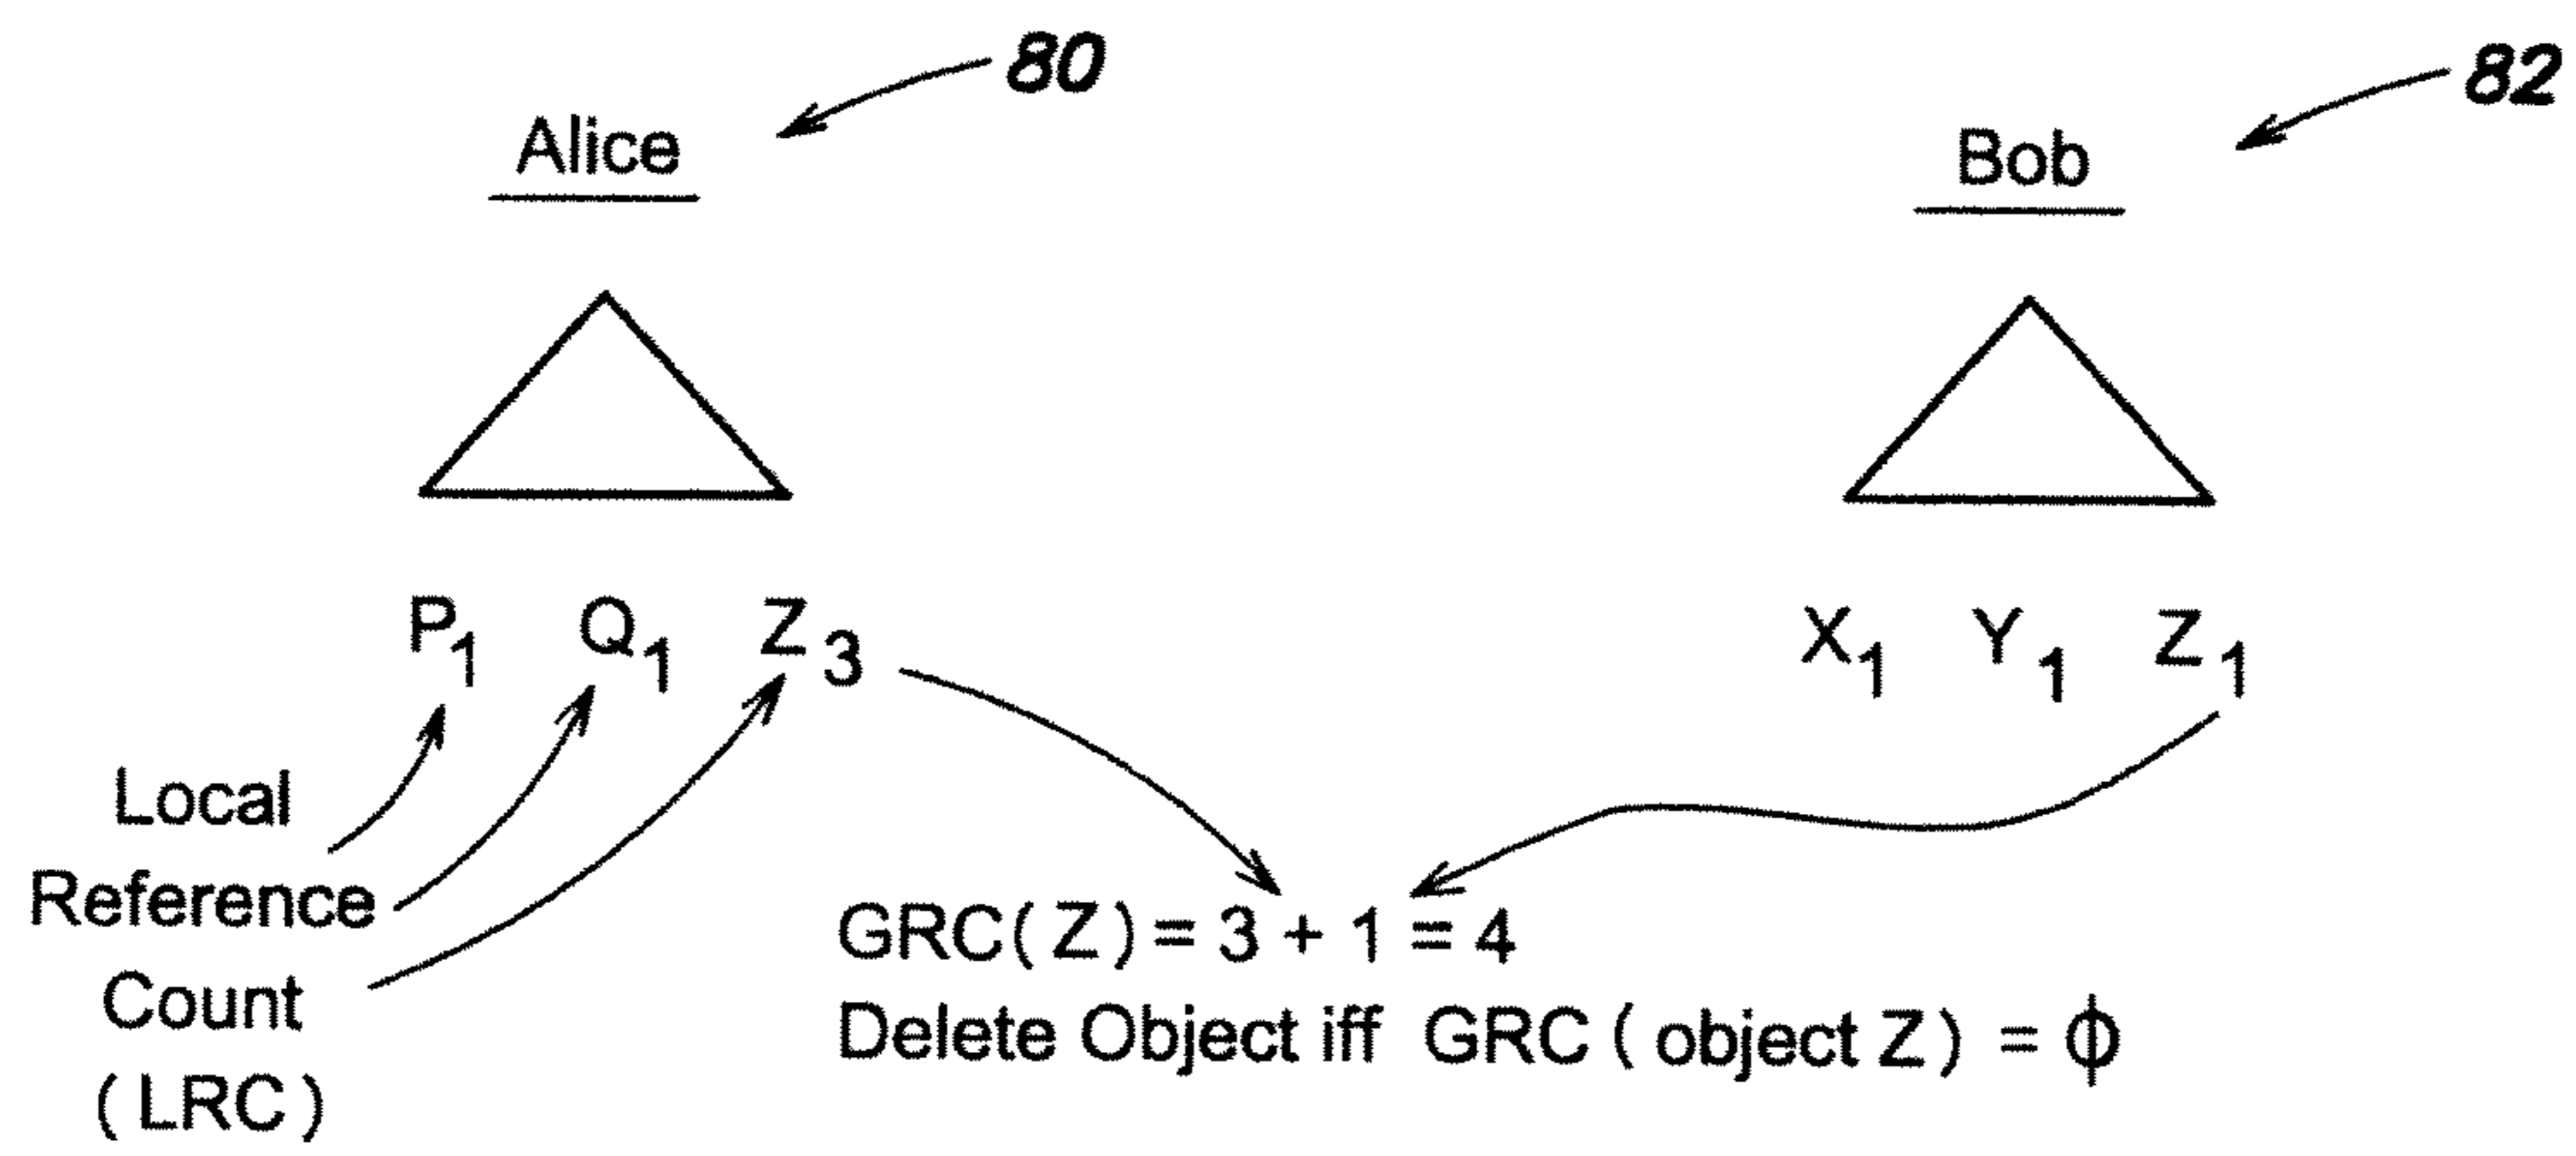 80
82
Alice
Bob
P1 Q1 Z3
X1 Y1 Z1
Local
Reference
Count
(LRC)
GRC(Z) = 3 + 1 = 4
Delete Object iff GRC (object Z) = ϕ